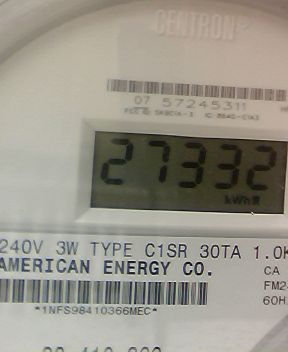 CENTRON®
07 57245311
27332
kWh
240V 3W TYPE C1SR 30TA 1.0K
AMERICAN ENERGY CO.
CA
FM2
60H
*1NFS98410366MEC*